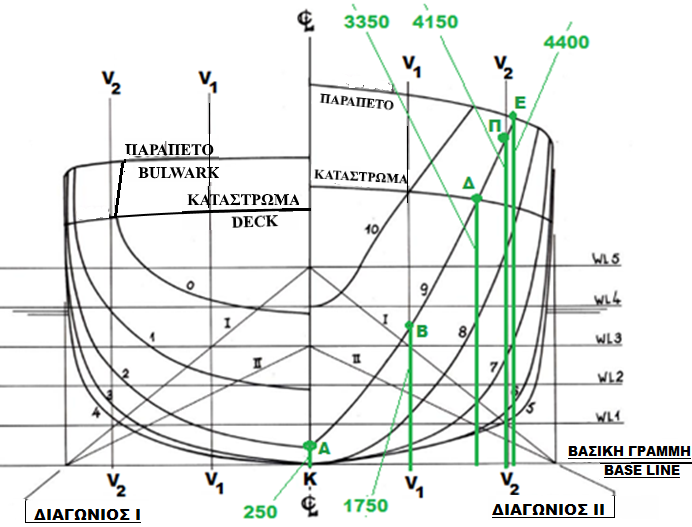 ℄
3350 4150
4400
K
V₂ V₁ V₁ V₂
E
Π
ΠΑΡΑΠΕΤΟ
ΠΑΡΑΠΕΤΟ
BULWARK
ΚΑΤΑΣΤΡΩΜΑ
Δ
ΚΑΤΑΣΤΡΩΜΑ
DECK
10
WL5
0
9
WL4
I
I
B
8
1
WL3
II
II
7
2
WL2
3
6
4
5
WL1
A
ΒΑΣΙΚΗ ΓΡΑΜΜΗ
BASE LINE
V₂ V₁ K V₁ V₂
℄
250
1750
ΔΙΑΓΩΝΙΟΣ Ι
ΔΙΑΓΩΝΙΟΣ ΙΙ